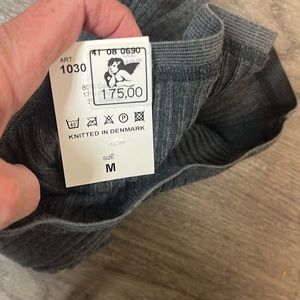 ART.
1030
41 08 0690
175,00
KNITTED IN DENMARK
SIZE
M